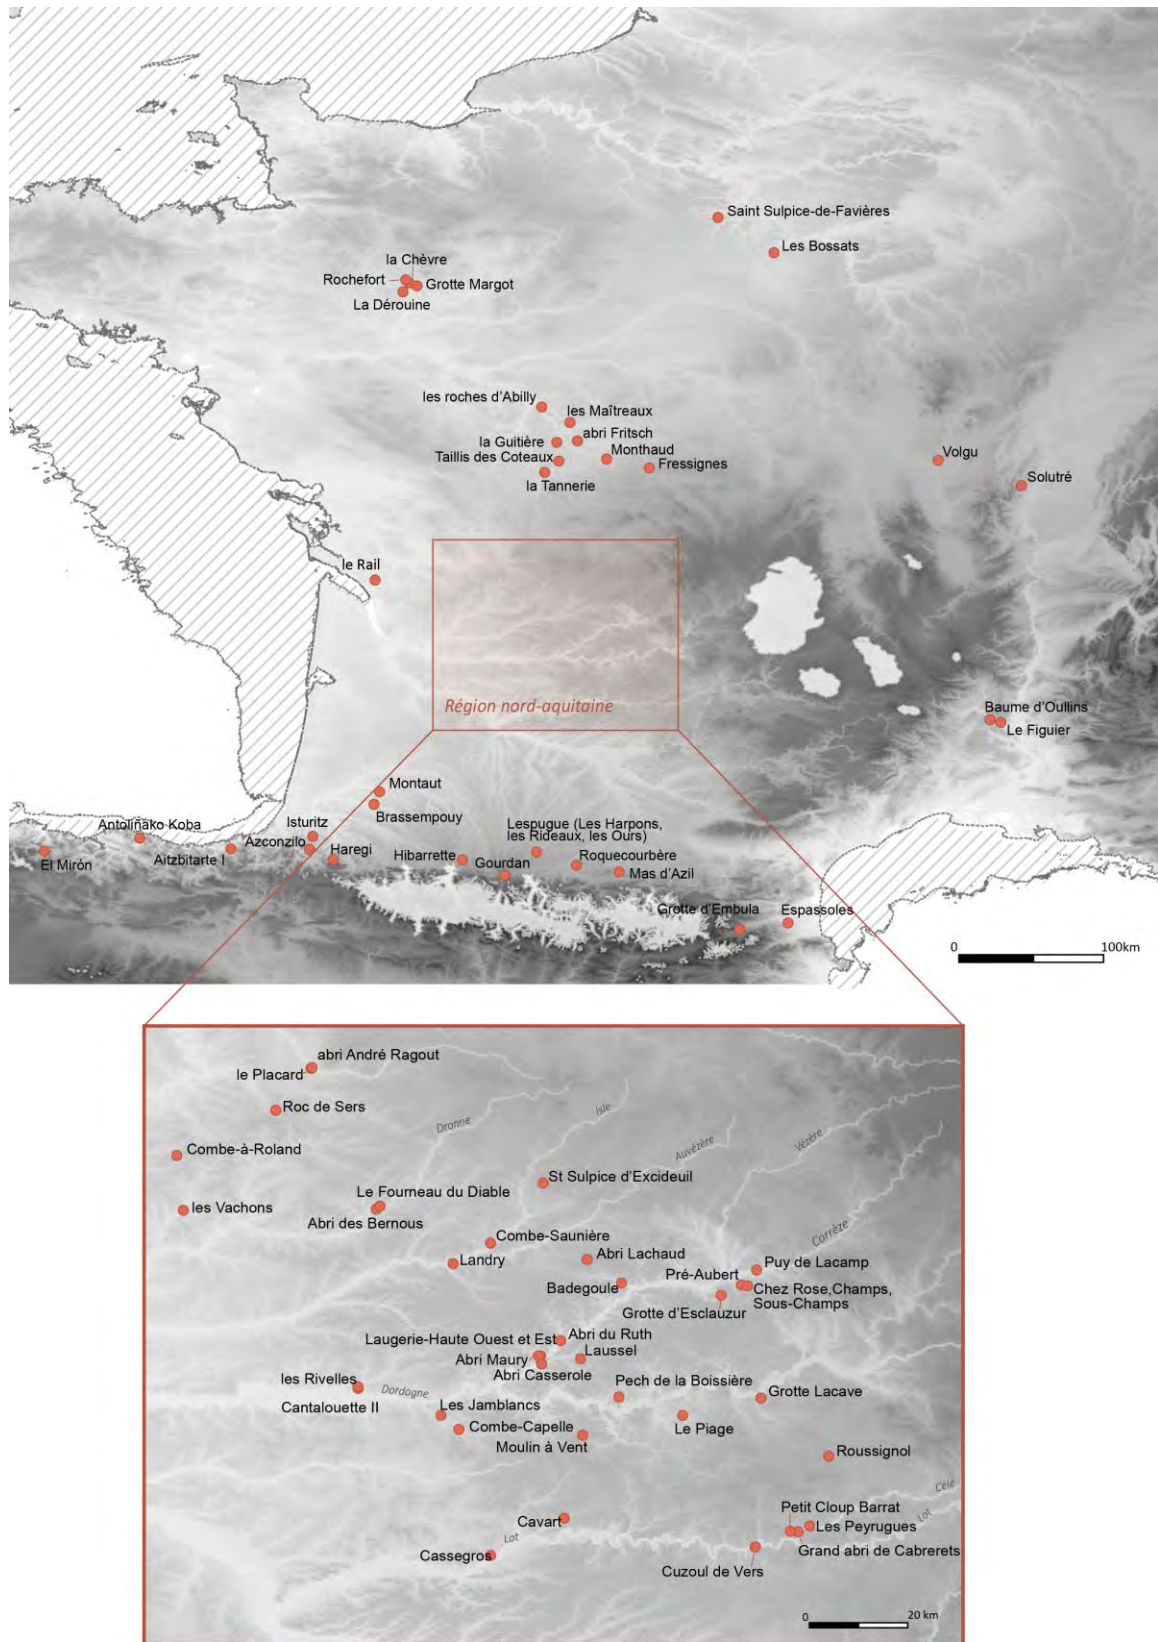 Saint Sulpice-de-Favières
Les Bossats
la Chèvre
Rochefort
Grotte Margot
La Dérouine
les roches d'Abilly
les Maîtreaux
abri Fritsch
la Guitière
Monthaud
Taillis des Coteaux
Fressignes
la Tannerie
Volgu
Solutré
le Rail
Région nord-aquitaine
Baume d'Oullins
Le Figuier
Montaut
Brassempouy
Antoliñako Koba
Isturitz
Lespugue (Les Harpons,
les Rideaux, les Ours)
Azconzilo
Haregi
El Mirón
Aitzbitarte I
Hibarrette
Gourdan
Roquecourbère
Mas d'Azil
Grotte d'Embula
Espassoles
0
100km
abri André Ragout
le Placard
Roc de Sers
Dronne
Isle
Auvézère
Vézère
Combe-à-Roland
St Sulpice d'Excideuil
Le Fourneau du Diable
les Vachons
Abri des Bernous
Corrèze
Combe-Saunière
Landry
Abri Lachaud
Puy de Lacamp
Pré-Aubert
Badegoule
Chez Rose,Champs,
Sous-Champs
Grotte d'Esclauzur
Abri du Ruth
Laugerie-Haute Ouest et Est
Laussel
Abri Maury
Abri Casserole
les Rivelles
Dordogne
Pech de la Boissière
Grotte Lacave
Cantalouette II
Les Jamblancs
Combe-Capelle
Le Piage
Moulin à Vent
Roussignol
Célé
Petit Cloup Barrat
Lot
Cavart
Les Peyrugues
Lot
Grand abri de Cabrerets
Cassegros
Cuzoul de Vers
0
20 km